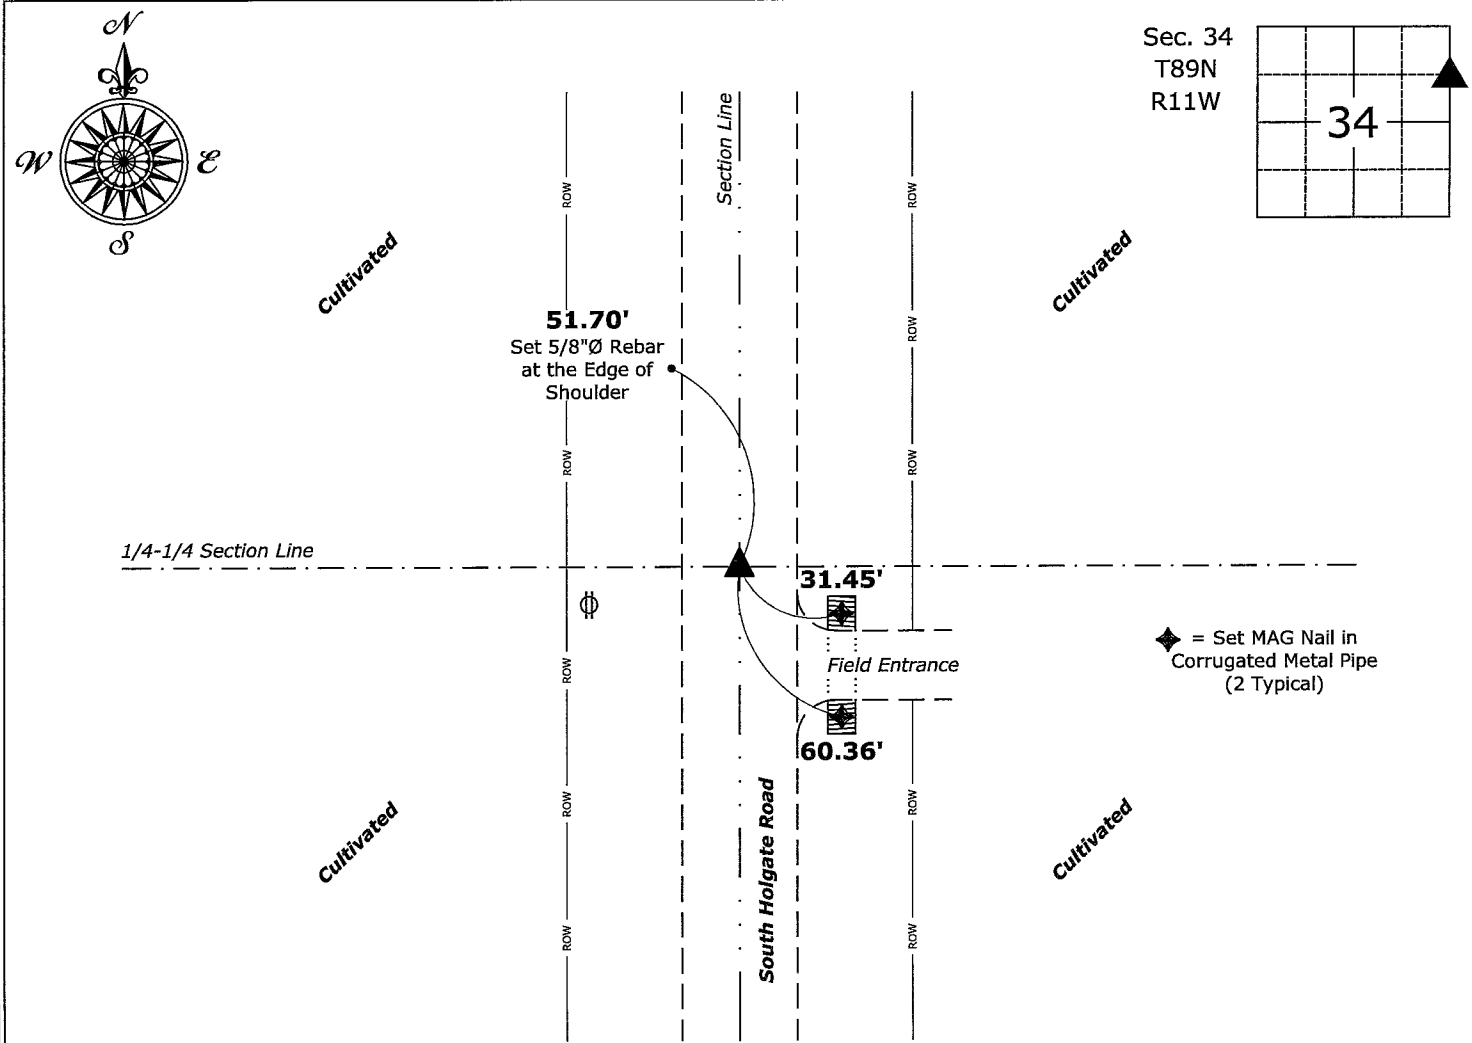 N
W
E
S
Sec. 34
T89N
R11W
34
Section Line
ROW
ROW
Cultivated
Cultivated
51.70'
Set 5/8"Ø Rebar
at the Edge of
Shoulder
ROW
ROW
ROW
1/4-1/4 Section Line
31.45'
Field Entrance
= Set MAG Nail in
Corrugated Metal Pipe
(2 Typical)
ROW
60.36'
South Holgate Road
ROW
ROW
Cultivated
Cultivated
ROW
ROW